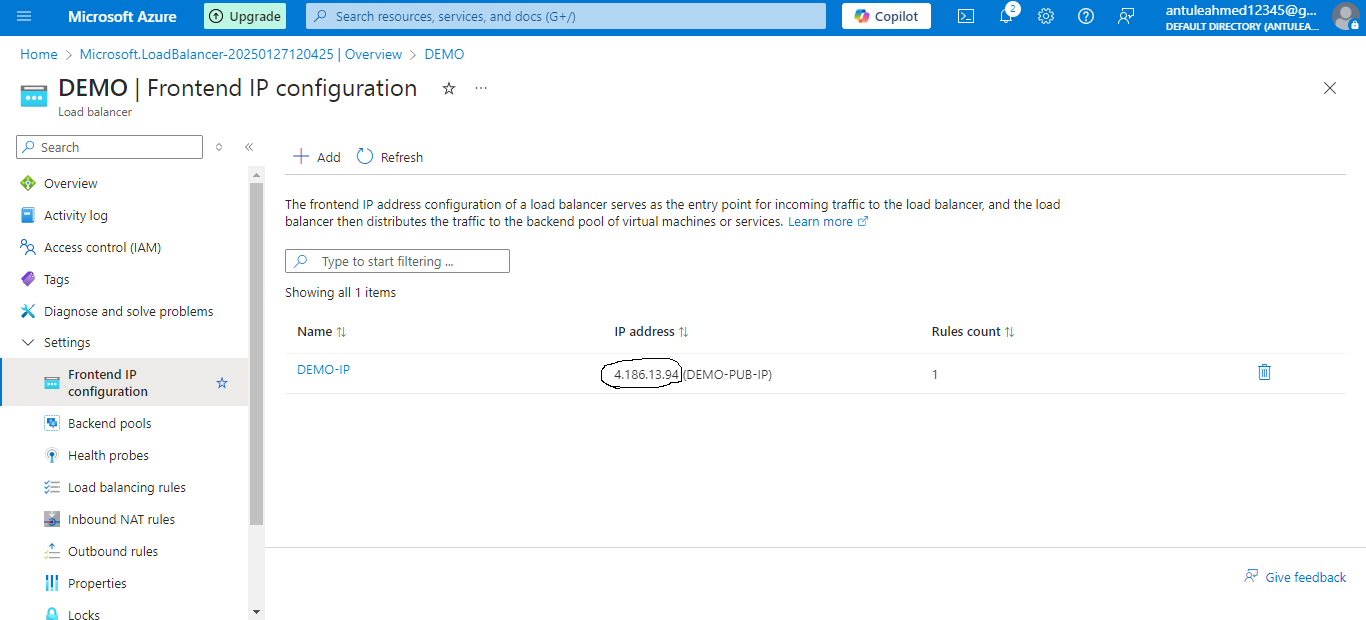 Microsoft Azure
Upgrade
Search resources, services, and docs (G+/)
Copilot
2
antuleahmed12345@g...
DEFAULT DIRECTORY (ANTULEA...
Home > Microsoft.LoadBalancer-20250127120425 | Overview > DEMO
DEMO | Frontend IP configuration
Load balancer
Search
Overview
Activity log
Access control (IAM)
Tags
Diagnose and solve problems
Settings
Frontend IP
configuration
Backend pools
Health probes
Load balancing rules
Inbound NAT rules
Outbound rules
Properties
Locks
Add
Refresh
The frontend IP address configuration of a load balancer serves as the entry point for incoming traffic to the load balancer, and the load
balancer then distributes the traffic to the backend pool of virtual machines or services. Learn more
Type to start filtering ...
Showing all 1 items
Name IP address Rules count
DEMO-IP 4.186.13.94 (DEMO-PUB-IP) 1
Give feedback